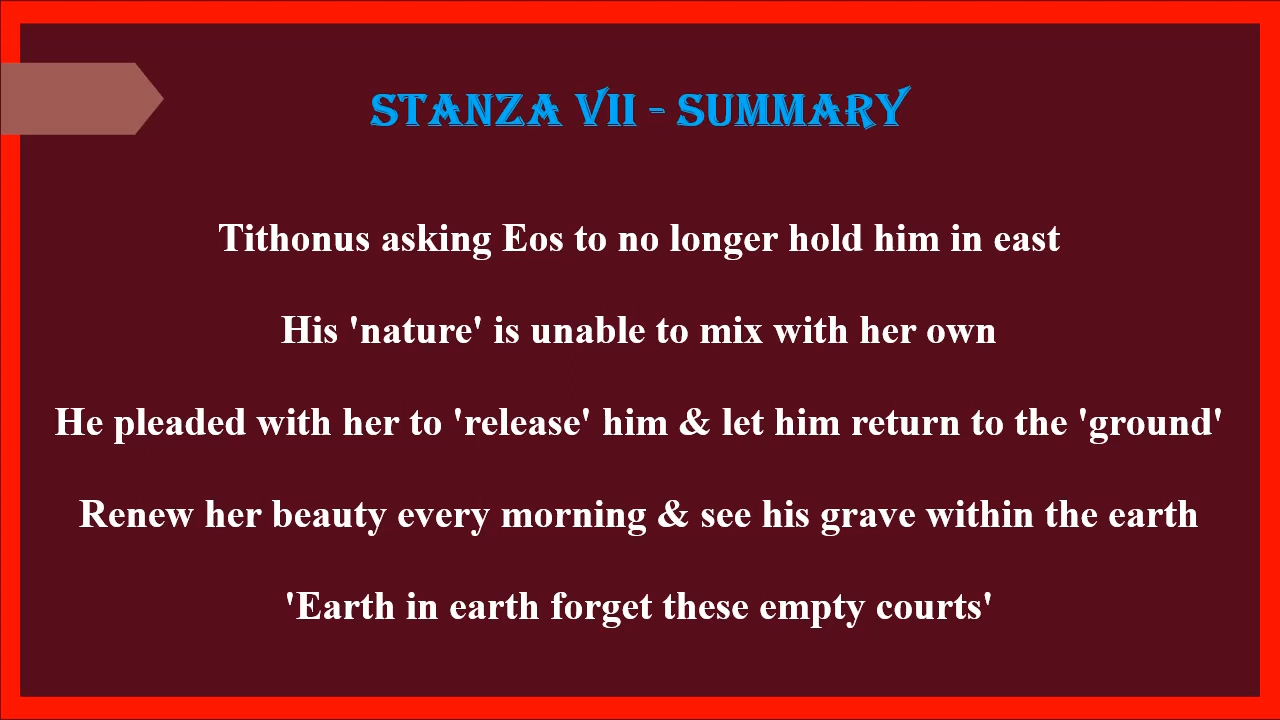 STANZA VII - SUMMARY
Tithonus asking Eos to no longer hold him in east
His 'nature' is unable to mix with her own
He pleaded with her to 'release' him & let him return to the 'ground'
Renew her beauty every morning & see his grave within the earth
'Earth in earth forget these empty courts'